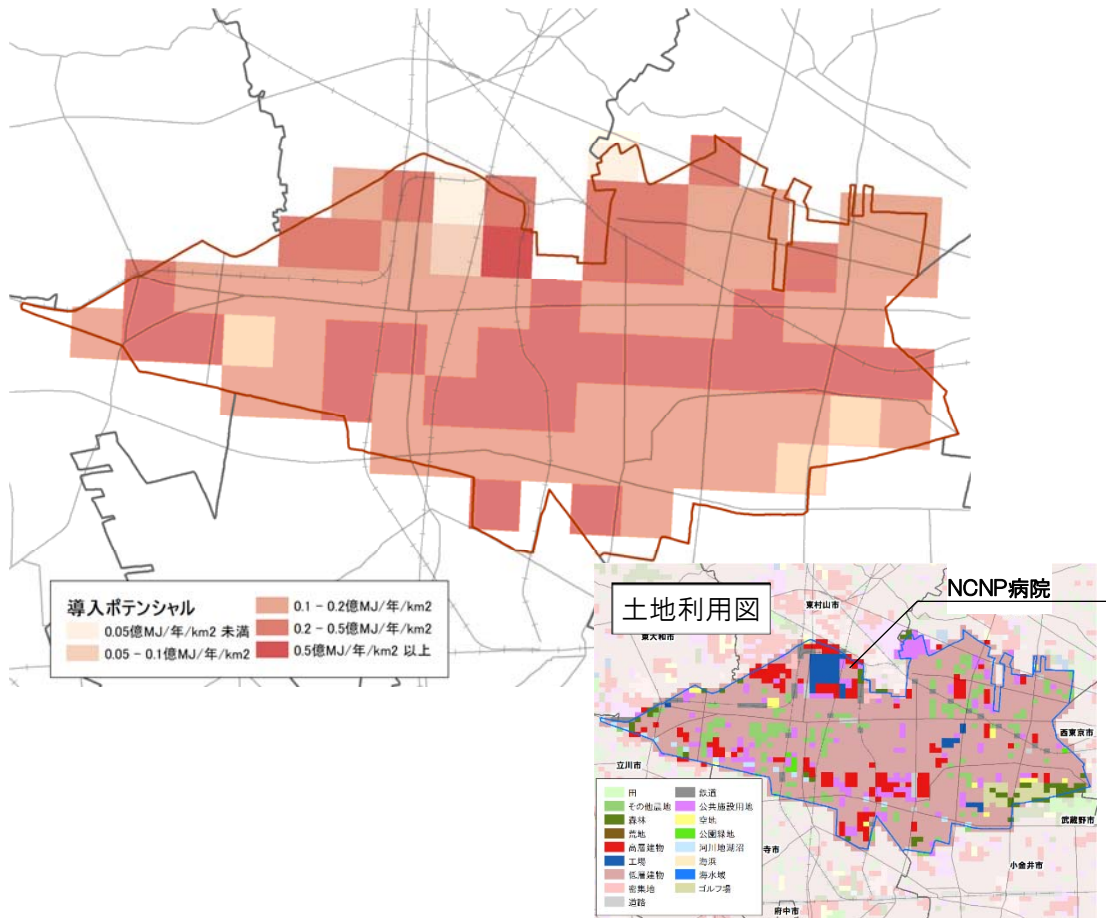 導入ポテンシャル
0.05億MJ/年/km2 未満
0.05 - 0.1億MJ/年/km2
0.1 - 0.2億MJ/年/km2
0.2 - 0.5億MJ/年/km2
0.5億MJ/年/km2 以上
土地利用図
NCNP病院
東村山市
東大和市
西東京市
立川市
武蔵野市
寺市
小金井市
府中市
田
その他農地
森林
荒地
高層建物
工場
低層建物
密集地
道路
鉄道
公共施設用地
空地
公園緑地
河川地湖沼
海浜
海水域
ゴルフ場